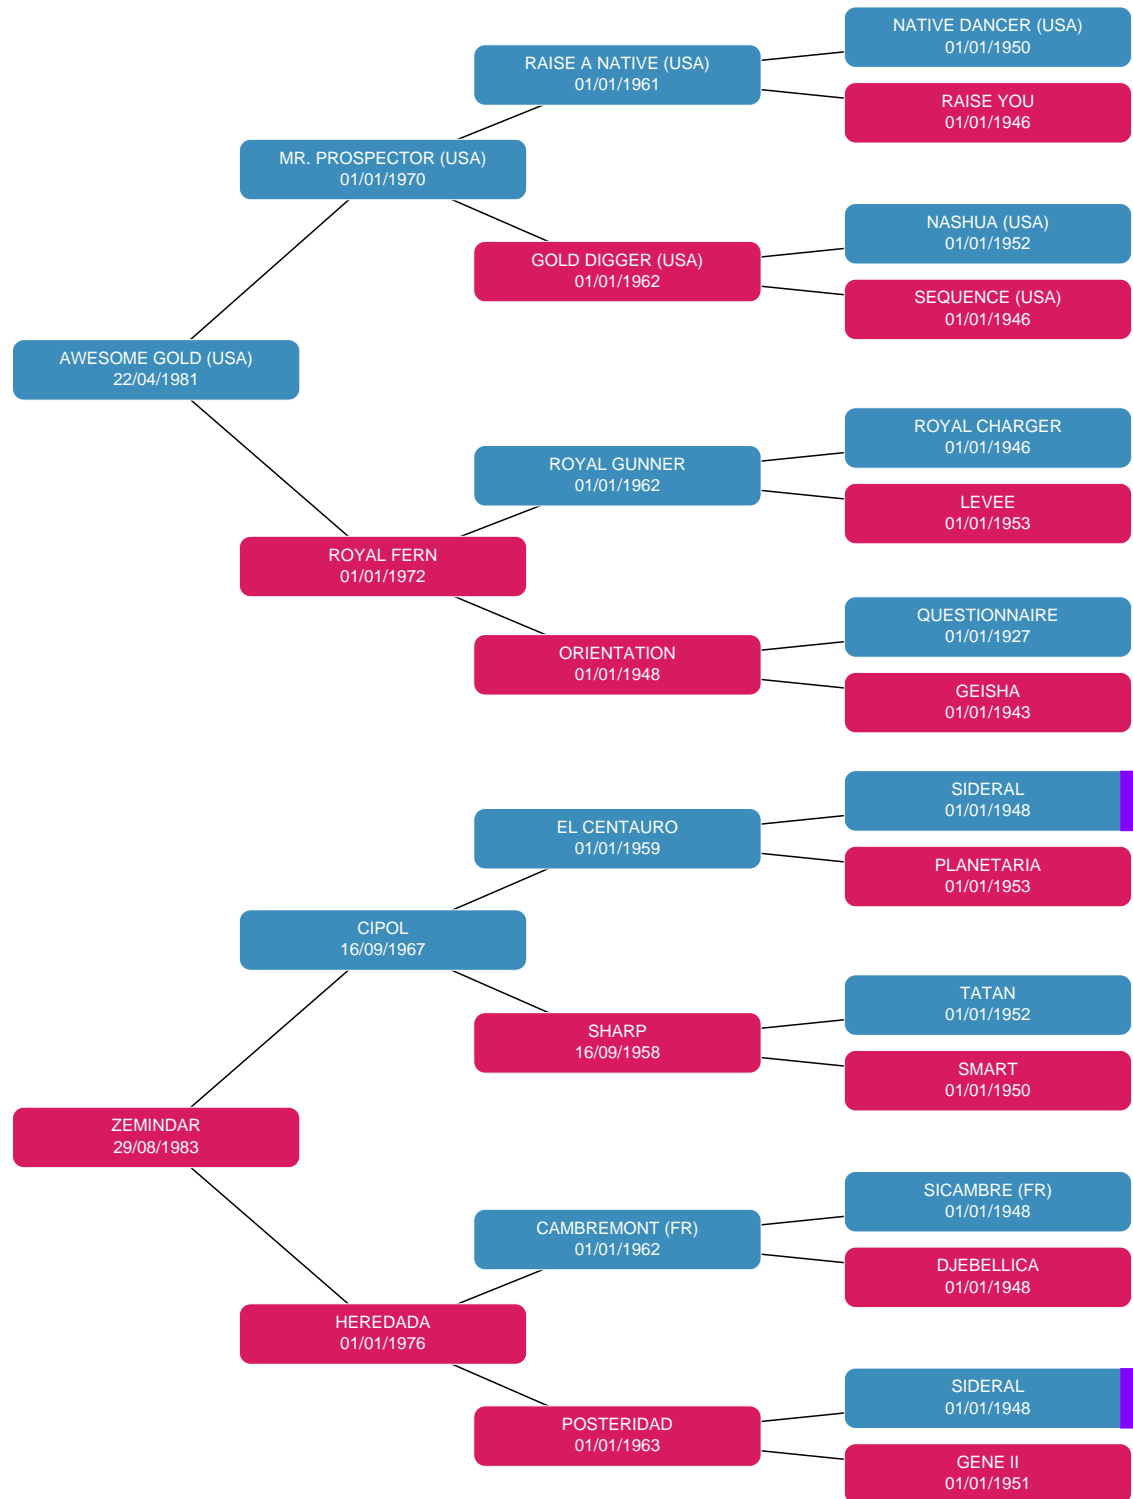 NATIVE DANCER (USA)
01/01/1950
RAISE A NATIVE (USA)
01/01/1961
RAISE YOU
01/01/1946
MR. PROSPECTOR (USA)
01/01/1970
NASHUA (USA)
01/01/1952
GOLD DIGGER (USA)
01/01/1962
SEQUENCE (USA)
01/01/1946
AWESOME GOLD (USA)
22/04/1981
ROYAL CHARGER
01/01/1946
ROYAL GUNNER
01/01/1962
LEVEE
01/01/1953
ROYAL FERN
01/01/1972
QUESTIONNAIRE
01/01/1927
ORIENTATION
01/01/1948
GEISHA
01/01/1943
SIDERAL
01/01/1948
EL CENTAURO
01/01/1959
PLANETARIA
01/01/1953
CIPOL
16/09/1967
TATAN
01/01/1952
SHARP
16/09/1958
SMART
01/01/1950
ZEMINDAR
29/08/1983
SICAMBRE (FR)
01/01/1948
CAMBREMONT (FR)
01/01/1962
DJEBELLICA
01/01/1948
HEREDADA
01/01/1976
SIDERAL
01/01/1948
POSTERIDAD
01/01/1963
GENE II
01/01/1951